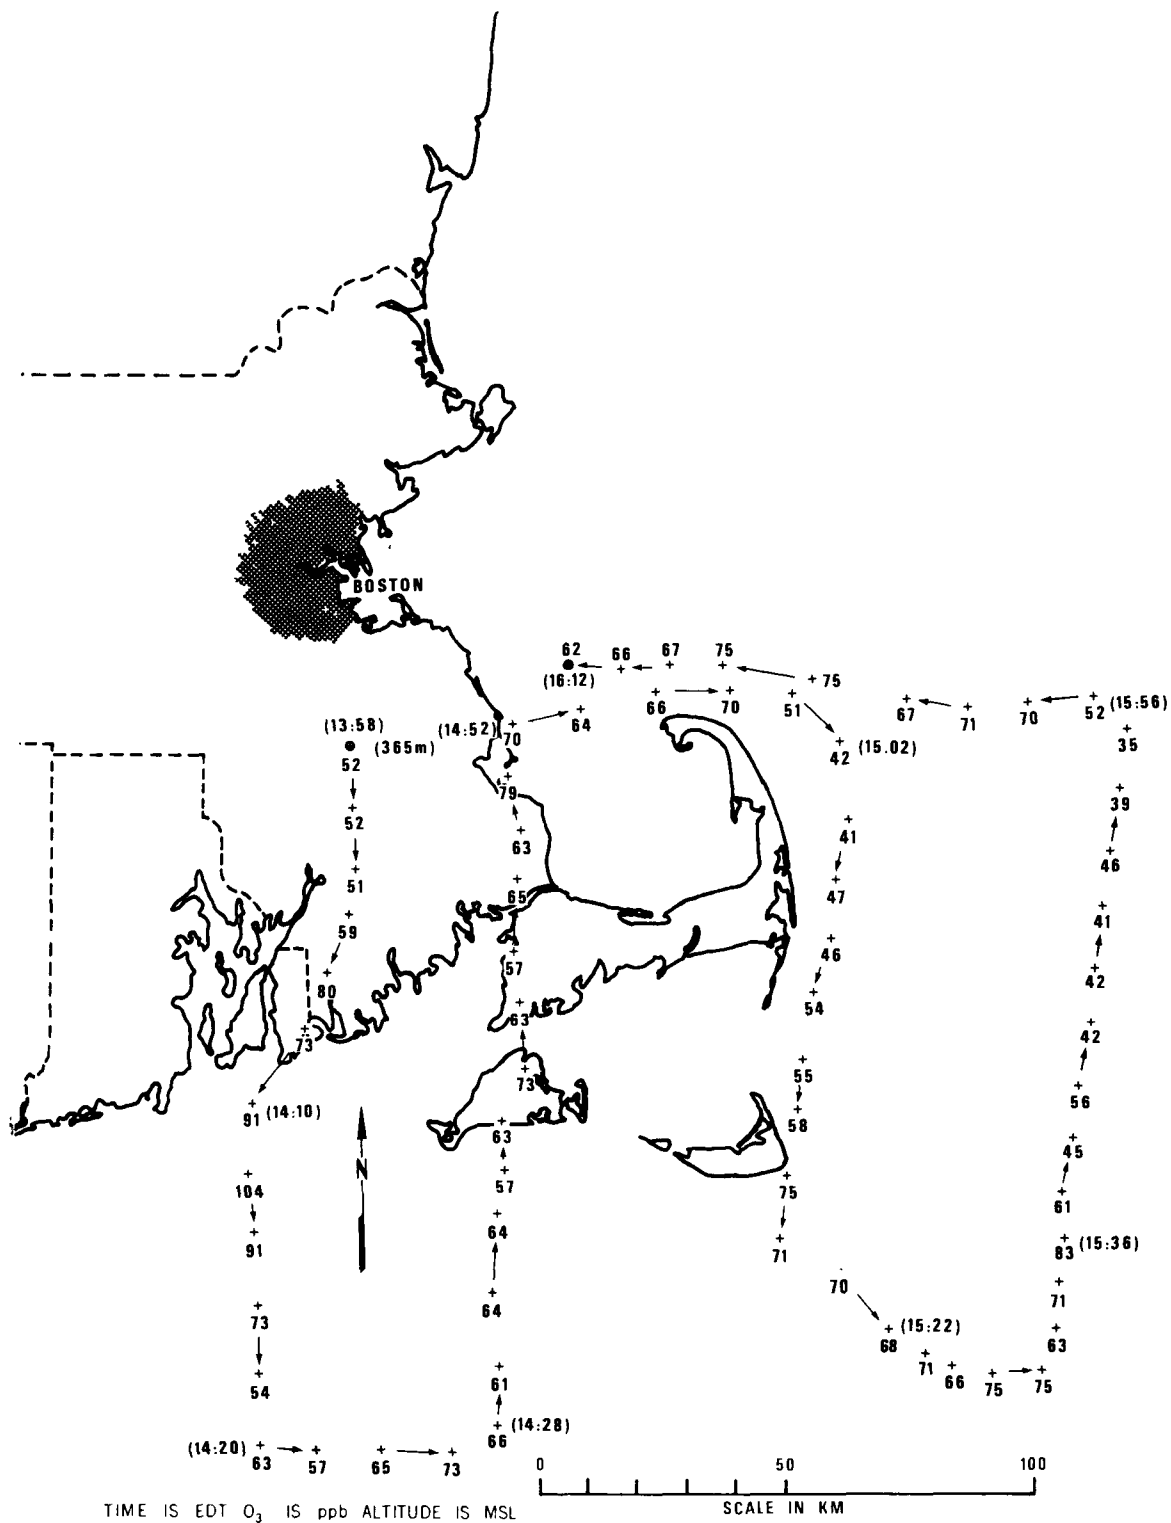 BOSTON
62 66 67 75
(16:12) 75
66 70 51 67 71 70 52 (15:56)
(13:58) (14:52) 70 64
(365m) 42 (15.02) 35
52
79 39
52 63 41
46
51 65 47
59 57 46 41
80 54 42
73 63 42
73 55
91 (14:10) 63 58 56
N
45
104 57 75 61
91 64 71 83 (15:36)
64 70 71
73 68 (15:22) 63
54 61 71 66 75 75
(14:28)
66
(14:20) 63 57 65 73
0 50 100
SCALE IN KM
TIME IS EDT O₃ IS ppb ALTITUDE IS MSL